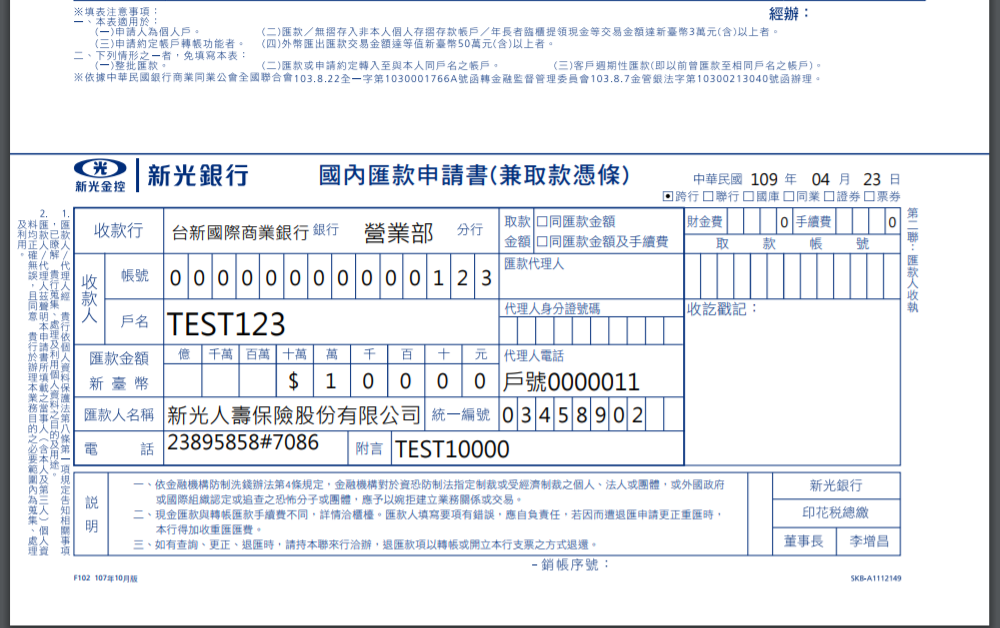 經辦：
※填表注意事項：
一、本表適用於：
(一)申請人為個人戶。 (二)匯款／無摺存入非本人個人存摺存款帳戶／年長者臨櫃提領現金等交易金額達新臺幣3萬元(含)以上者。
(三)申請約定帳戶轉帳功能者。 (四)外幣匯出匯款交易金額達等值新臺幣50萬元(含)以上者。
二、下列情形之一者，免填寫本表：
(一)整批匯款。 (二)匯款或申請約定轉入至與本人同戶名之帳戶。 (三)客戶週期性匯款(即以前曾匯款至相同戶名之帳戶)。
※依據中華民國銀行商業同業公會全國聯合會103.8.22全一字第1030001766A號函轉金融監督管理委員會103.8.7金管銀法字第10300213040號函辦理。
新光金控 新光銀行 國內匯款申請書(兼取款憑條)
中華民國 109 年 04 月 23 日
跨行 □聯行 □國庫 □同業 □證券 □票券
收款行 台新國際商業銀行 銀行 營業部 分行
取款金額 □同匯款金額
□同匯款金額及手續費
財金費 0 手續費 0
取款帳號
收款人
帳號 00000000000123
戶名 TEST123
匯款代理人
代理人身分證號碼
收訖戳記：
匯款金額 新臺幣
億 千萬 百萬 十萬 萬 千 百 十 元
$ 1 0 0 0 0
代理人電話
戶號0000011
匯款人名稱 新光人壽保險股份有限公司 統一編號 03458902
電話 23895858#7086 附言 TEST10000
說明
一、依金融機構防制洗錢辦法第4條規定，金融機構對於資恐防制法指定制裁或受經濟制裁之個人、法人或團體，或外國政府
或國際組織認定或追查之恐怖分子或團體，應予以婉拒建立業務關係或交易。
二、現金匯款與轉帳匯款手續費不同，詳情洽櫃檯。匯款人填寫要項有錯誤，應自負責任，若因而遭退匯申請更正重匯時，
本行得加收重匯匯費。
三、如有查詢、更正、退匯時，請持本聯來行洽辦，退匯款項以轉帳或開立本行支票之方式退還。
新光銀行
印花稅總繳
董事長 李增昌
第二聯：匯款人收執
1. 匯款人／代理人經 貴行依個人資料保護法第八條第一項規定告知相關事項
，已瞭解 貴行蒐集、處理及利用個人資料之目的及用途。
2. 匯款人／代理人茲聲明本申請書所填載之當事人(含本人及第三人)個人資
料均正確無誤，且同意 貴行於辦理本業務目的之必要範圍內為蒐集、處理
及利用。
－銷帳序號：
F102 107年10月版
SKB-A1112149